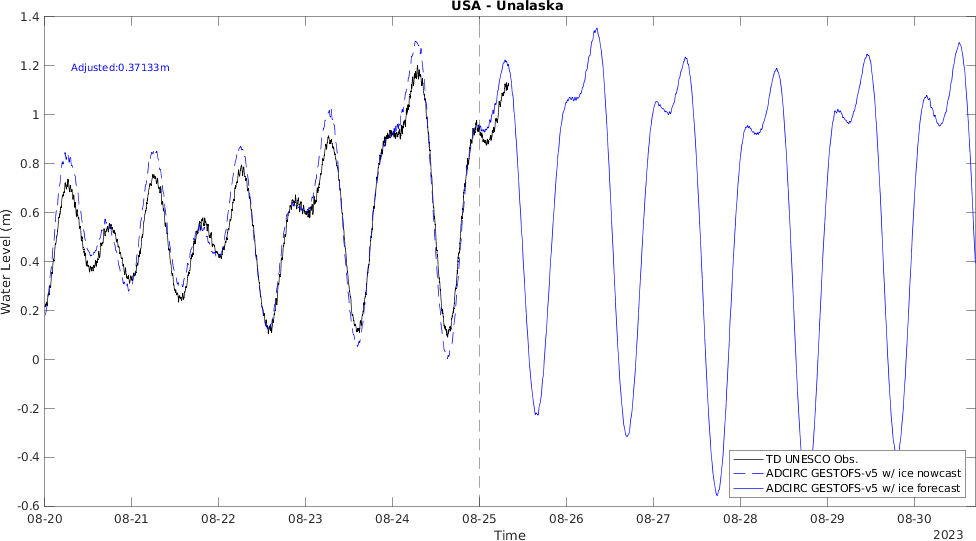 USA - Unalaska
1.4
1.2
1
0.8
0.6
0.4
0.2
0
-0.2
-0.4
-0.6
Water Level (m)
Adjusted:0.37133m
TD UNESCO Obs.
ADCIRC GESTOFS-v5 w/ ice nowcast
ADCIRC GESTOFS-v5 w/ ice forecast
08-20 08-21 08-22 08-23 08-24 08-25 08-26 08-27 08-28 08-29 08-30
Time
2023